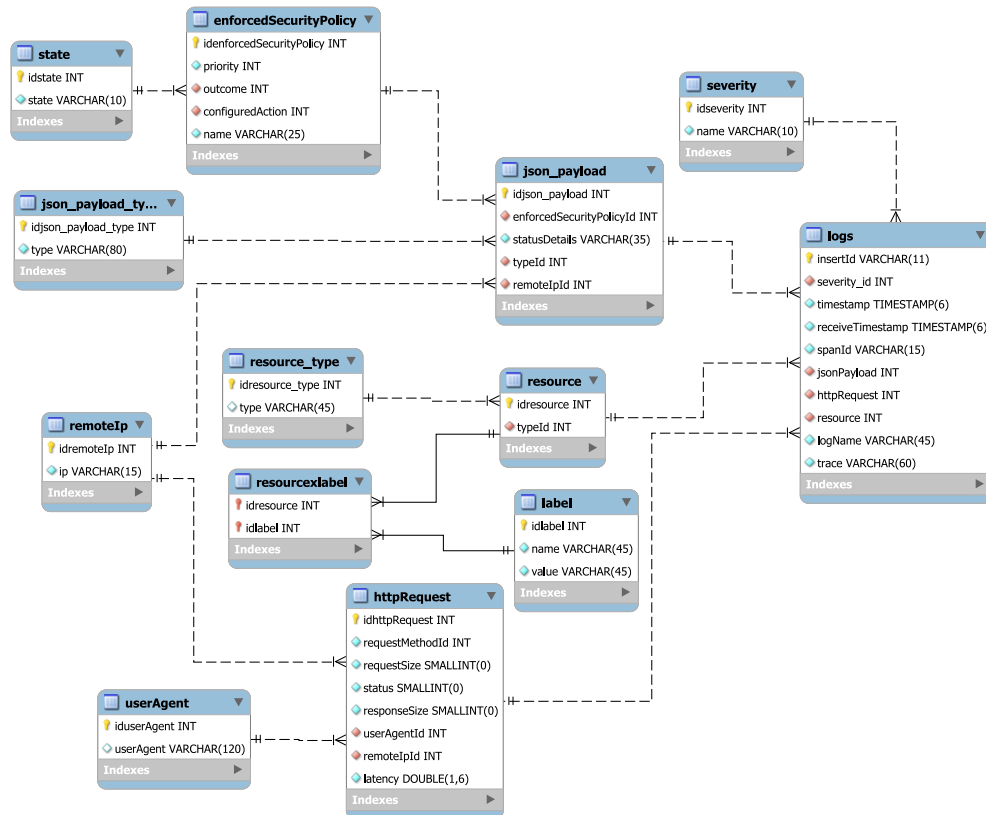 enforcedSecurityPolicy
idenforcedSecurityPolicy INT
priority INT
outcome INT
configuredAction INT
name VARCHAR(25)
Indexes
state
idstate INT
state VARCHAR(10)
Indexes
severity
idseverity INT
name VARCHAR(10)
Indexes
json_payload
idjson_payload INT
enforcedSecurityPolicyId INT
statusDetails VARCHAR(35)
typeId INT
remoteIpId INT
Indexes
json_payload_ty...
idjson_payload_type INT
type VARCHAR(80)
Indexes
logs
insertId VARCHAR(11)
severity_id INT
timestamp TIMESTAMP(6)
receiveTimestamp TIMESTAMP(6)
spanId VARCHAR(15)
jsonPayload INT
httpRequest INT
resource INT
logName VARCHAR(45)
trace VARCHAR(60)
Indexes
resource_type
idresource_type INT
type VARCHAR(45)
Indexes
resource
idresource INT
typeId INT
Indexes
remoteIp
idremoteIp INT
ip VARCHAR(15)
Indexes
resourcexlabel
idresource INT
idlabel INT
Indexes
label
idlabel INT
name VARCHAR(45)
value VARCHAR(45)
Indexes
httpRequest
idhttpRequest INT
requestMethodId INT
requestSize SMALLINT(0)
status SMALLINT(0)
responseSize SMALLINT(0)
userAgentId INT
remoteIpId INT
latency DOUBLE(1,6)
Indexes
userAgent
iduserAgent INT
userAgent VARCHAR(120)
Indexes